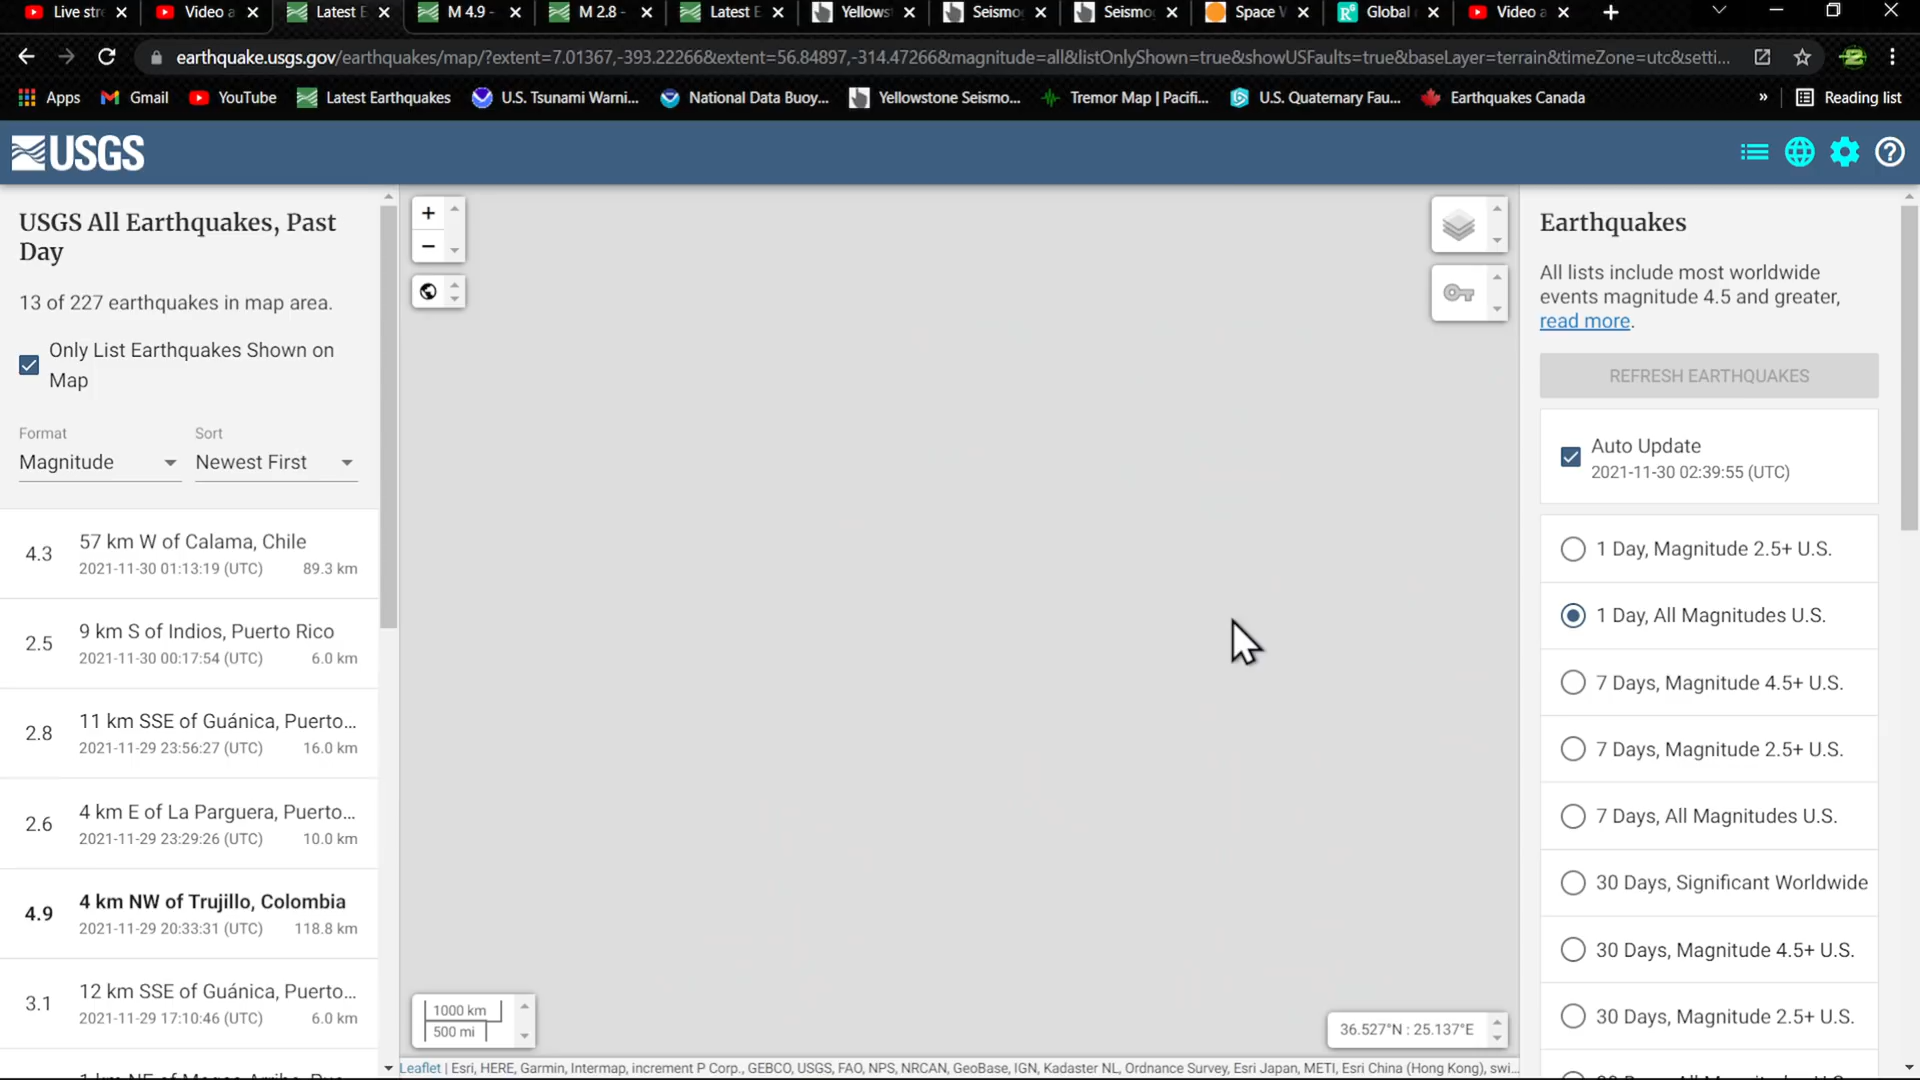 Live str
Video a
Latest E
M 4.9 -
M 2.8 -
Latest E
Yellows
Seismo
Seismo
Space W
Global
Video a
earthquake.usgs.gov/earthquakes/map/?extent=7.01367,-393.22266&extent=56.84897,-314.47266&magnitude=all&listOnlyShown=true&showUSFaults=true&baseLayer=terrain&timeZone=utc&setti...
Apps
Gmail
YouTube
Latest Earthquakes
U.S. Tsunami Warni...
National Data Buoy...
Yellowstone Seismo...
Tremor Map | Pacifi...
U.S. Quaternary Fau...
Earthquakes Canada
»
Reading list
USGS
USGS All Earthquakes, Past
Day
13 of 227 earthquakes in map area.
Only List Earthquakes Shown on
Map
Format
Sort
Magnitude
Newest First
4.3
57 km W of Calama, Chile
2021-11-30 01:13:19 (UTC)
89.3 km
2.5
9 km S of Indios, Puerto Rico
2021-11-30 00:17:54 (UTC)
6.0 km
2.8
11 km SSE of Guánica, Puerto...
2021-11-29 23:56:27 (UTC)
16.0 km
2.6
4 km E of La Parguera, Puerto...
2021-11-29 23:29:26 (UTC)
10.0 km
4.9
4 km NW of Trujillo, Colombia
2021-11-29 20:33:31 (UTC)
118.8 km
3.1
12 km SSE of Guánica, Puerto...
2021-11-29 17:10:46 (UTC)
6.0 km
+
−
1000 km
500 mi
36.527°N : 25.137°E
Leaflet | Esri, HERE, Garmin, Intermap, increment P Corp., GEBCO, USGS, FAO, NPS, NRCAN, GeoBase, IGN, Kadaster NL, Ordnance Survey, Esri Japan, METI, Esri China (Hong Kong), swi...
Earthquakes
All lists include most worldwide
events magnitude 4.5 and greater,
read more.
REFRESH EARTHQUAKES
Auto Update
2021-11-30 02:39:55 (UTC)
1 Day, Magnitude 2.5+ U.S.
1 Day, All Magnitudes U.S.
7 Days, Magnitude 4.5+ U.S.
7 Days, Magnitude 2.5+ U.S.
7 Days, All Magnitudes U.S.
30 Days, Significant Worldwide
30 Days, Magnitude 4.5+ U.S.
30 Days, Magnitude 2.5+ U.S.